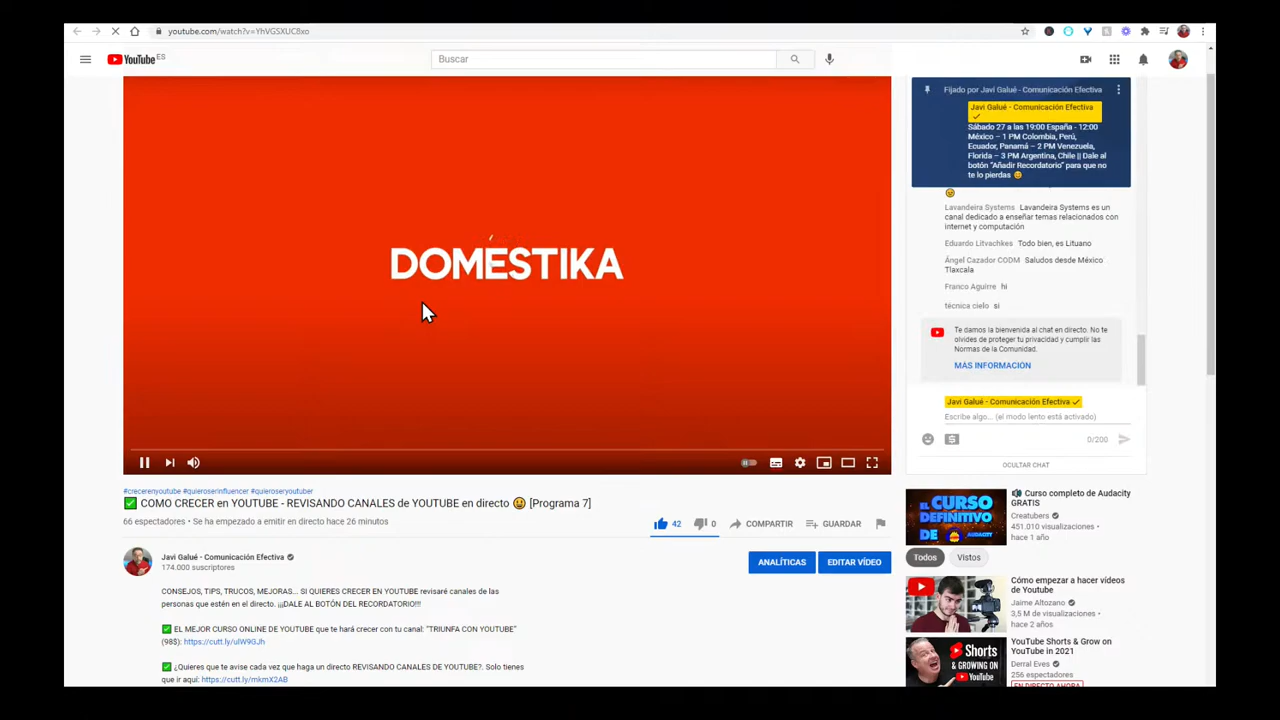 youtube.com/watch?v=YhVGSXUC8xo
YouTube ES
Buscar
DOMESTIKA
#crecerenyoutube #quieroserinfluencer #quieroseryoutuber
✅ COMO CRECER en YOUTUBE - REVISANDO CANALES de YOUTUBE en directo 😃 [Programa 7]
66 espectadores • Se ha empezado a emitir en directo hace 26 minutos
42
0
COMPARTIR
GUARDAR
Javi Galué - Comunicación Efectiva
174.000 suscriptores
ANALÍTICAS
EDITAR VÍDEO
CONSEJOS, TIPS, TRUCOS, MEJORAS... SI QUIERES CRECER EN YOUTUBE revisaré canales de las
personas que estén en el directo. ¡¡¡DALE AL BOTÓN DEL RECORDATORIO!!!
✅ EL MEJOR CURSO ONLINE DE YOUTUBE que te hará crecer con tu canal: "TRIUNFA CON YOUTUBE"
(98$): https://cutt.ly/ulW9GJh
✅ ¿Quieres que te avise cada vez que haga un directo REVISANDO CANALES DE YOUTUBE?. Solo tienes
que ir aquí: https://cutt.ly/mkmX2AB
Fijado por Javi Galué - Comunicación Efectiva
Javi Galué - Comunicación Efectiva
Sábado 27 a las 19:00 España - 12:00
México – 1 PM Colombia, Perú,
Ecuador, Panamá – 2 PM Venezuela,
Florida – 3 PM Argentina, Chile || Dale al
botón "Añadir Recordatorio" para que no
te lo pierdas 😊
Lavandeira Systems Lavandeira Systems es un
canal dedicado a enseñar temas relacionados con
internet y computación
Eduardo Litvachkes Todo bien, es Lituano
Ángel Cazador CODM Saludos desde México
Tlaxcala
Franco Aguirre hi
técnica cielo si
Te damos la bienvenida al chat en directo. No te
olvides de proteger tu privacidad y cumplir las
Normas de la Comunidad.
MÁS INFORMACIÓN
Javi Galué - Comunicación Efectiva
Escribe algo... (el modo lento está activado)
0/200
OCULTAR CHAT
EL CURSO
DEFINITIVO
DE
🔊 Curso completo de Audacity
GRATIS
Creatubers
451.010 visualizaciones •
hace 1 año
Todos
Vistos
Cómo empezar a hacer vídeos
de Youtube
Jaime Altozano
3,5 M de visualizaciones •
hace 2 años
Shorts
& GROWING ON
YouTube
YouTube Shorts & Grow on
YouTube in 2021
Derral Eves
256 espectadores
EN DIRECTO AHORA